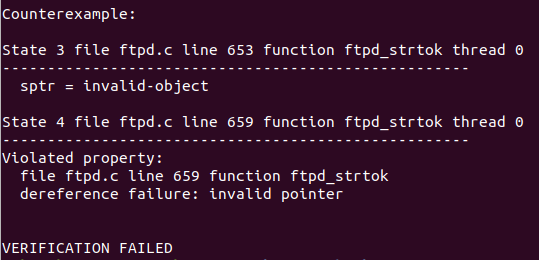 Counterexample:
State 3 file ftpd.c line 653 function ftpd_strtok thread 0
----------------------------------------------------
sptr = invalid-object
State 4 file ftpd.c line 659 function ftpd_strtok thread 0
----------------------------------------------------
Violated property:
file ftpd.c line 659 function ftpd_strtok
dereference failure: invalid pointer
VERIFICATION FAILED